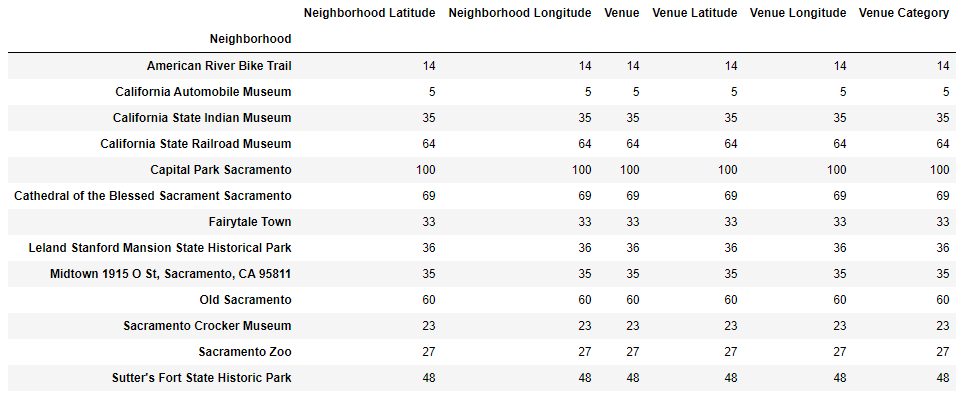 Neighborhood Latitude Neighborhood Longitude Venue Venue Latitude Venue Longitude Venue Category
Neighborhood
American River Bike Trail 14 14 14 14 14 14
California Automobile Museum 5 5 5 5 5 5
California State Indian Museum 35 35 35 35 35 35
California State Railroad Museum 64 64 64 64 64 64
Capital Park Sacramento 100 100 100 100 100 100
Cathedral of the Blessed Sacrament Sacramento 69 69 69 69 69 69
Fairytale Town 33 33 33 33 33 33
Leland Stanford Mansion State Historical Park 36 36 36 36 36 36
Midtown 1915 O St, Sacramento, CA 95811 35 35 35 35 35 35
Old Sacramento 60 60 60 60 60 60
Sacramento Crocker Museum 23 23 23 23 23 23
Sacramento Zoo 27 27 27 27 27 27
Sutter's Fort State Historic Park 48 48 48 48 48 48